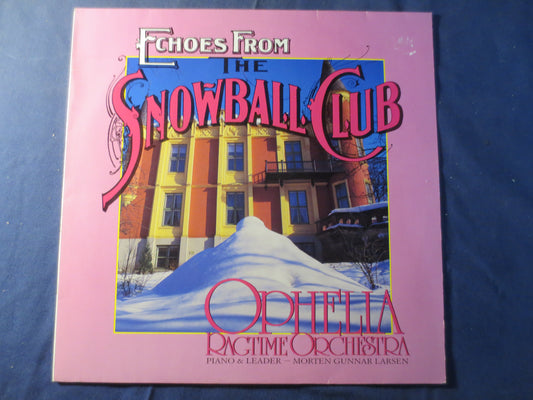 ECHOES FROM
THE
SNOWBALL CLUB
OPHELIA
RAGTIME ORCHESTRA
PIANO & LEADER – MORTEN GUNNAR LARSEN